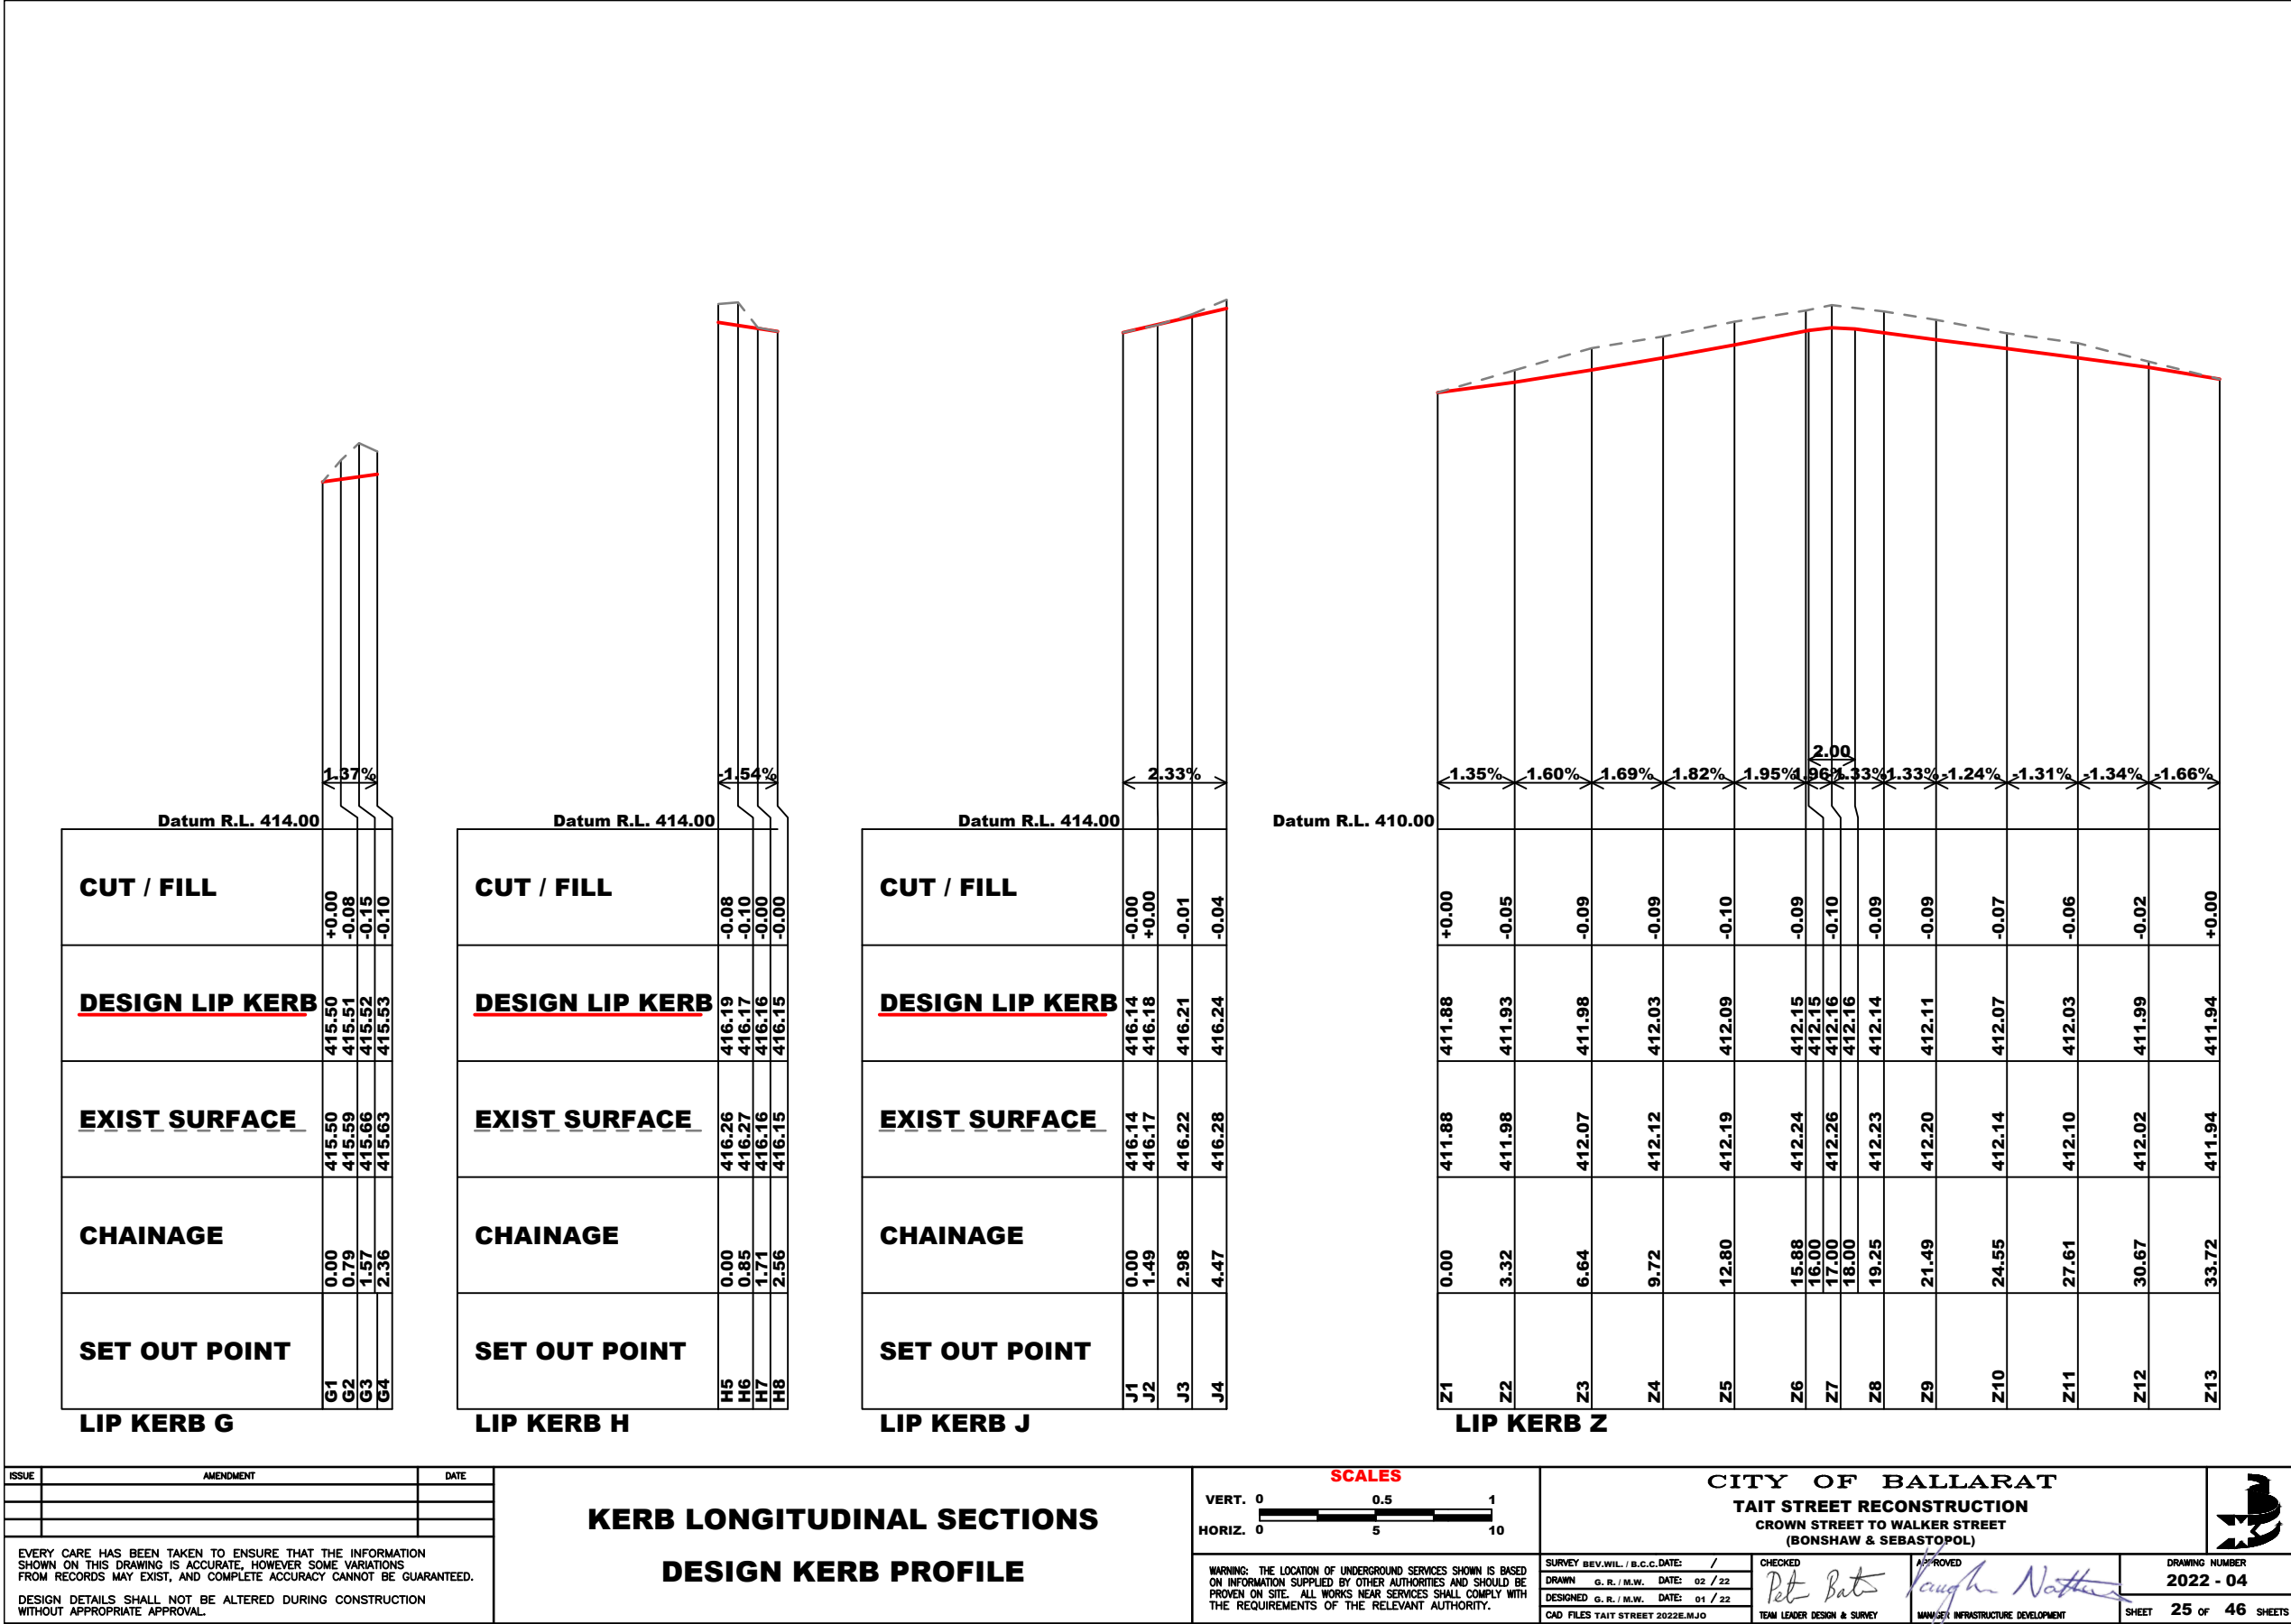 2.00
1.37%
-1.54%
2.33%
1.35% 1.60% 1.69% 1.82% 1.95% 1.96% -1.33% -1.33% -1.24% -1.31% -1.34% -1.66%
Datum R.L. 414.00
CUT / FILL
+0.00 -0.08 -0.15 -0.10
DESIGN LIP KERB
415.50 415.51 415.52 415.53
EXIST SURFACE
415.50 415.59 415.66 415.63
CHAINAGE
0.00 0.79 1.57 2.36
SET OUT POINT
G1 G2 G3 G4
LIP KERB G
Datum R.L. 414.00
CUT / FILL
-0.08 -0.10 -0.00 -0.00
DESIGN LIP KERB
416.19 416.17 416.16 416.15
EXIST SURFACE
416.26 416.27 416.16 416.15
CHAINAGE
0.00 0.85 1.71 2.56
SET OUT POINT
H5 H6 H7 H8
LIP KERB H
Datum R.L. 414.00
CUT / FILL
-0.00 +0.00 -0.01 -0.04
DESIGN LIP KERB
416.14 416.18 416.21 416.24
EXIST SURFACE
416.14 416.17 416.22 416.28
CHAINAGE
0.00 1.49 2.98 4.47
SET OUT POINT
J1 J2 J3 J4
LIP KERB J
Datum R.L. 410.00
+0.00 -0.05 -0.09 -0.09 -0.10 -0.09 -0.10 -0.09 -0.09 -0.07 -0.06 -0.02 +0.00
411.88 411.93 411.98 412.03 412.09 412.15 412.15 412.16 412.16 412.14 412.11 412.07 412.03 411.99 411.94
411.88 411.98 412.07 412.12 412.19 412.24 412.26 412.23 412.20 412.14 412.10 412.02 411.94
0.00 3.32 6.64 9.72 12.80 15.88 16.00 17.00 18.00 19.25 21.49 24.55 27.61 30.67 33.72
Z1 Z2 Z3 Z4 Z5 Z6 Z7 Z8 Z9 Z10 Z11 Z12 Z13
LIP KERB Z
ISSUE AMENDMENT DATE
EVERY CARE HAS BEEN TAKEN TO ENSURE THAT THE INFORMATION
SHOWN ON THIS DRAWING IS ACCURATE, HOWEVER SOME VARIATIONS
FROM RECORDS MAY EXIST, AND COMPLETE ACCURACY CANNOT BE GUARANTEED.
DESIGN DETAILS SHALL NOT BE ALTERED DURING CONSTRUCTION
WITHOUT APPROPRIATE APPROVAL.
KERB LONGITUDINAL SECTIONS
DESIGN KERB PROFILE
SCALES
VERT. 0 0.5 1
HORIZ. 0 5 10
WARNING: THE LOCATION OF UNDERGROUND SERVICES SHOWN IS BASED
ON INFORMATION SUPPLIED BY OTHER AUTHORITIES AND SHOULD BE
PROVEN ON SITE. ALL WORKS NEAR SERVICES SHALL COMPLY WITH
THE REQUIREMENTS OF THE RELEVANT AUTHORITY.
CITY OF BALLARAT
TAIT STREET RECONSTRUCTION
CROWN STREET TO WALKER STREET
(BONSHAW & SEBASTOPOL)
SURVEY BEV.WIL. / B.C.C. DATE: /
DRAWN G. R. / M.W. DATE: 02 / 22
DESIGNED G. R. / M.W. DATE: 01 / 22
CAD FILES TAIT STREET 2022E.MJO
CHECKED
TEAM LEADER DESIGN & SURVEY
APPROVED
MANAGER INFRASTRUCTURE DEVELOPMENT
DRAWING NUMBER
2022 - 04
SHEET 25 OF 46 SHEETS